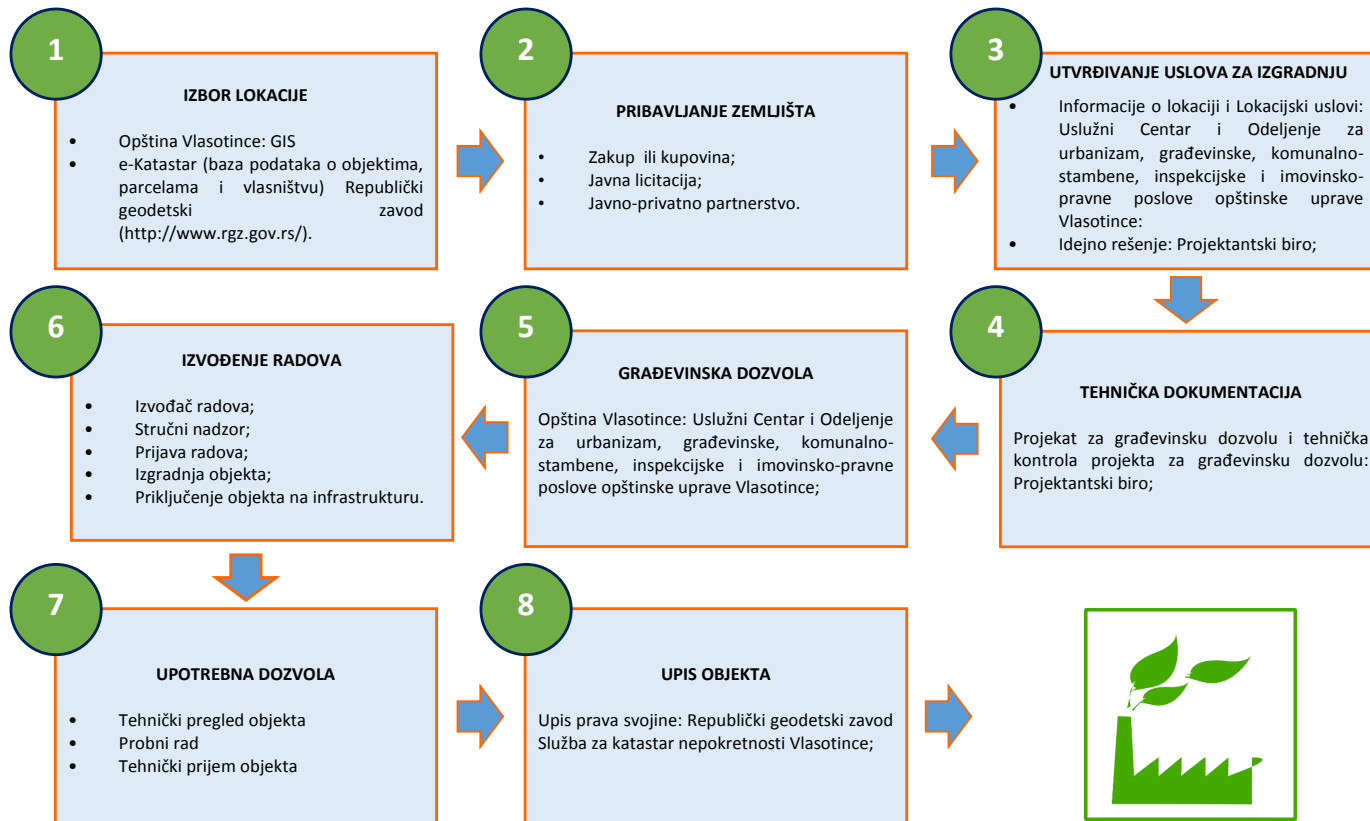 1
IZBOR LOKACIJE
• Opština Vlasotince: GIS
• e-Katastar (baza podataka o objektima,
parcelama i vlasništvu) Republički
geodetski zavod
(http://www.rgz.gov.rs/).
2
PRIBAVLJANJE ZEMLJIŠTA
• Zakup ili kupovina;
• Javna licitacija;
• Javno-privatno partnerstvo.
3
UTVRĐIVANJE USLOVA ZA IZGRADNJU
• Informacije o lokaciji i Lokacijski uslovi:
Uslužni Centar i Odeljenje za
urbanizam, građevinske, komunalno-
stambene, inspekcijske i imovinsko-
pravne poslove opštinske uprave
Vlasotince:
• Idejno rešenje: Projektantski biro;
4
TEHNIČKA DOKUMENTACIJA
Projekat za građevinsku dozvolu i tehnička
kontrola projekta za građevinsku dozvolu:
Projektantski biro;
5
GRAĐEVINSKA DOZVOLA
Opština Vlasotince: Uslužni Centar i Odeljenje
za urbanizam, građevinske, komunalno-
stambene, inspekcijske i imovinsko-pravne
poslove opštinske uprave Vlasotince;
6
IZVOĐENJE RADOVA
• Izvođač radova;
• Stručni nadzor;
• Prijava radova;
• Izgradnja objekta;
• Priključenje objekta na infrastrukturu.
7
UPOTREBNA DOZVOLA
• Tehnički pregled objekta
• Probni rad
• Tehnički prijem objekta
8
UPIS OBJEKTA
Upis prava svojine: Republički geodetski zavod
Služba za katastar nepokretnosti Vlasotince;